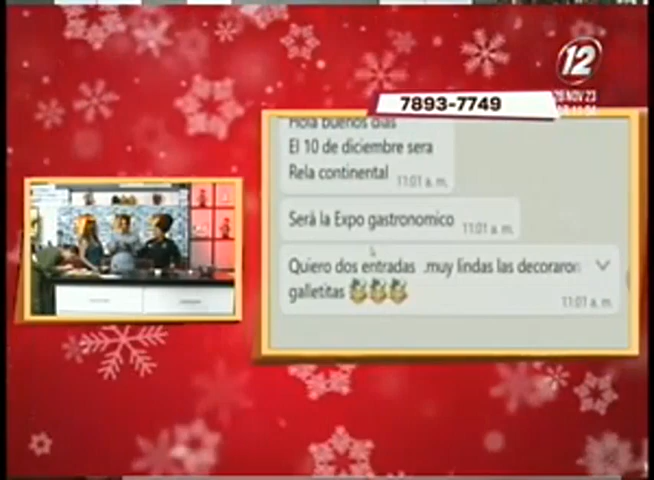 12
28 NOV 23
7893-7749
Hola buenos dias
El 10 de diciembre sera
Rela continental 11:01 a. m.
Será la Expo gastronomico 11:01 a. m.
Quiero dos entradas .muy lindas las decoraron
galletitas 11:01 a. m.